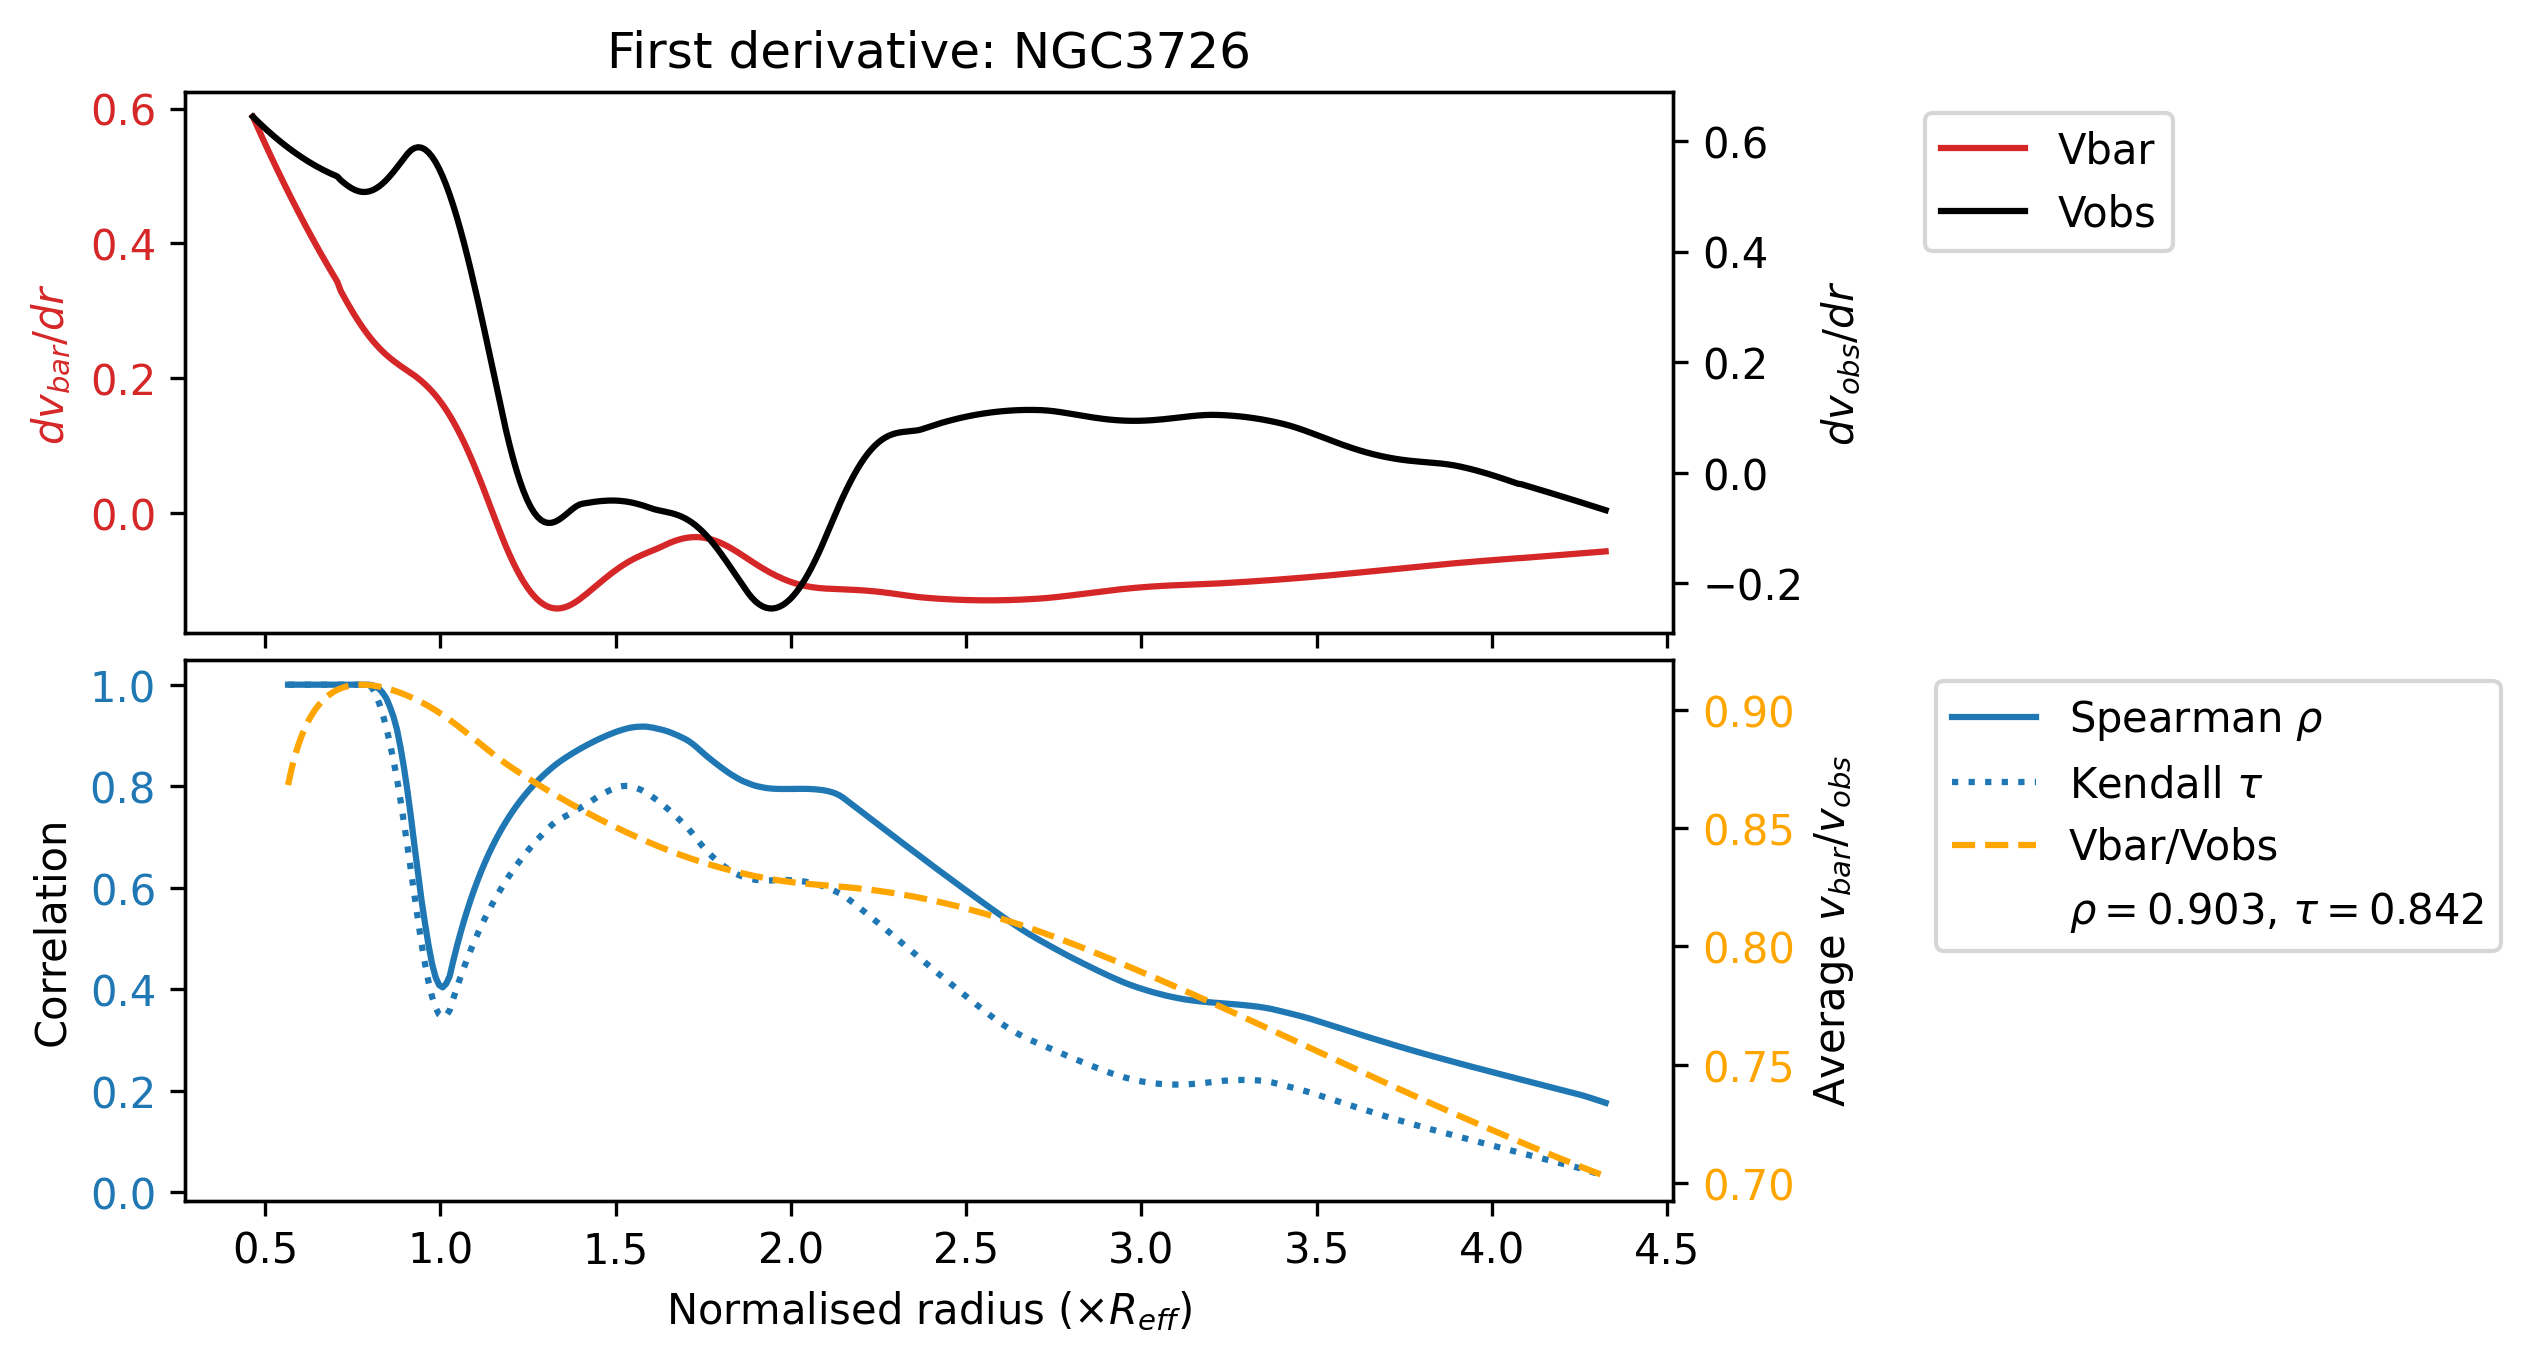 First derivative: NGC3726
0.6
0.4
0.2
0.0
dv_bar/dr
0.6
0.4
0.2
0.0
−0.2
dv_obs/dr
Vbar
Vobs
1.0
0.8
0.6
0.4
0.2
0.0
Correlation
0.90
0.85
0.80
0.75
0.70
Average v_bar/v_obs
Spearman ρ
Kendall τ
Vbar/Vobs
ρ = 0.903, τ = 0.842
0.5 1.0 1.5 2.0 2.5 3.0 3.5 4.0 4.5
Normalised radius (×R_eff)